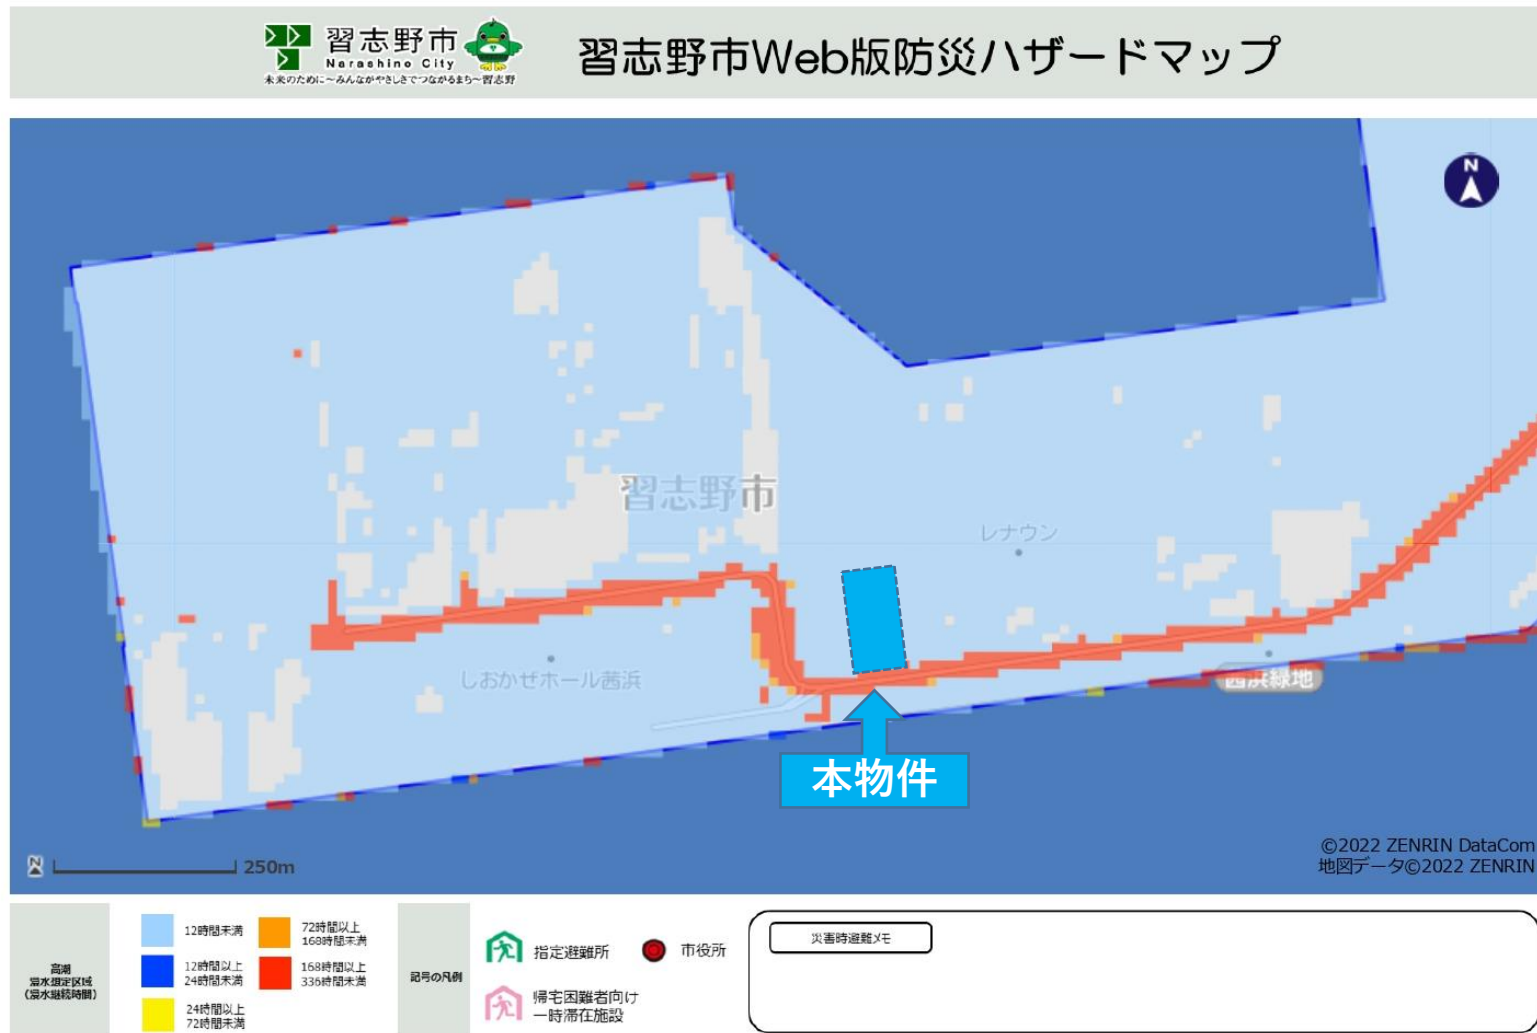 習志野市
Narashino City
未来のために～みんながやさしさでつながるまち～習志野
習志野市Web版防災ハザードマップ
N
習志野市
レナウン
しおかぜホール茜浜
茜浜緑地
本物件
N
250m
©2022 ZENRIN DataCom
地図データ©2022 ZENRIN
高潮
浸水想定区域
(浸水継続時間)
12時間未満
12時間以上
24時間未満
24時間以上
72時間未満
72時間以上
168時間未満
168時間以上
336時間未満
記号の凡例
指定避難所
市役所
帰宅困難者向け
一時滞在施設
災害時避難メモ